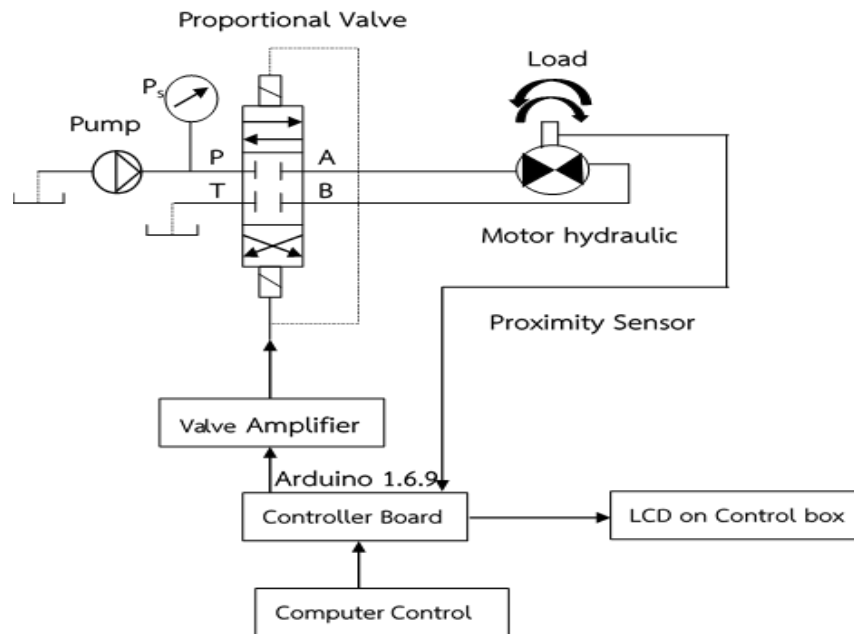 Proportional Valve
Load
Ps
Pump
P
A
T
B
Motor hydraulic
Proximity Sensor
Valve Amplifier
Arduino 1.6.9
Controller Board
LCD on Control box
Computer Control